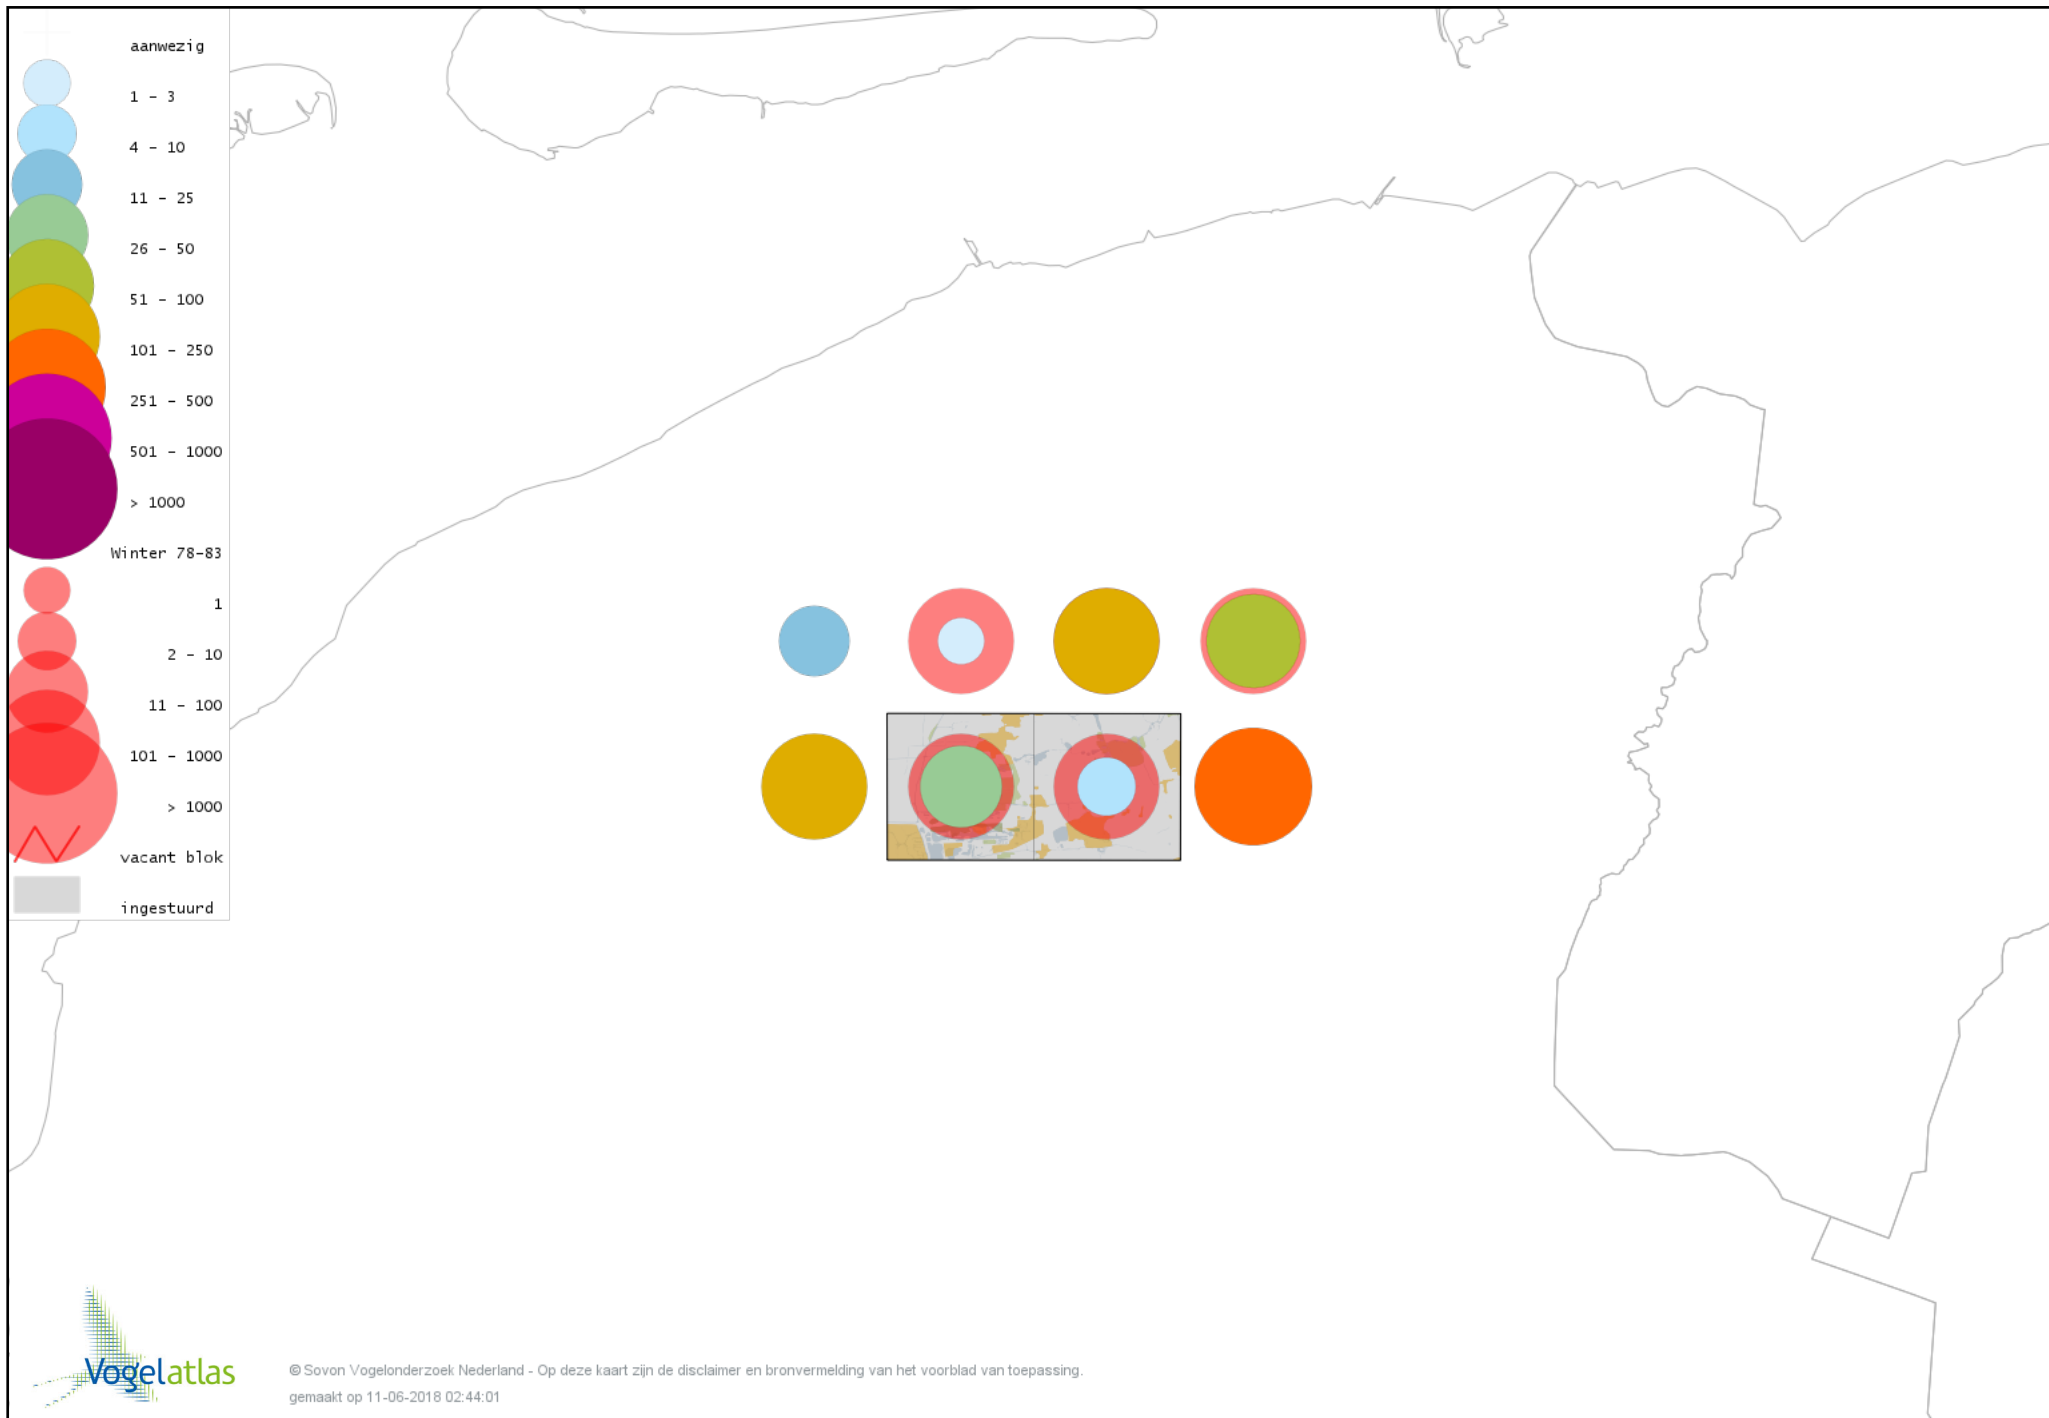 aanwezig
1 - 3
4 - 10
11 - 25
26 - 50
51 - 100
101 - 250
251 - 500
501 - 1000
> 1000
Winter 78-83
1
2 - 10
11 - 100
101 - 1000
> 1000
vacant blok
ingestuurd
Vogelatlas
© Sovon Vogelonderzoek Nederland - Op deze kaart zijn de disclaimer en bronvermelding van het voorblad van toepassing.
gemaakt op 11-06-2018 02:44:01